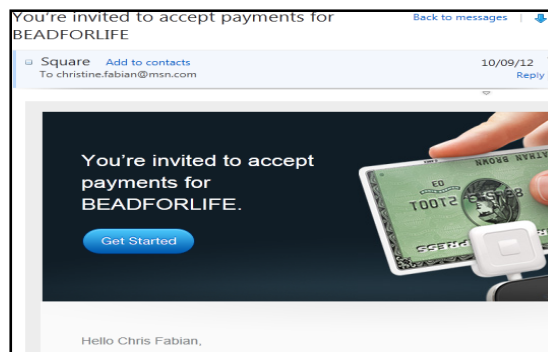 You're invited to accept payments for
BEADFORLIFE
Back to messages
Square Add to contacts 10/09/12
To christine.fabian@msn.com Reply
You're invited to accept
payments for
BEADFORLIFE.
Get Started
Hello Chris Fabian,